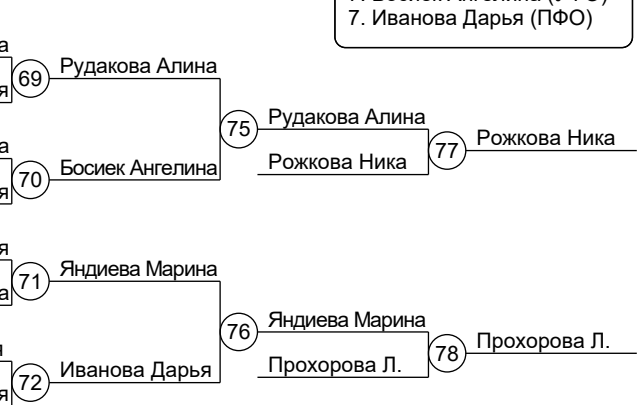 7. Иванова Дарья (ПФО)
69
Рудакова Алина
75
Рудакова Алина
70
Босиек Ангелина
Рожкова Ника
77
Рожкова Ника
71
Яндиева Марина
76
Яндиева Марина
72
Иванова Дарья
Прохорова Л.
78
Прохорова Л.